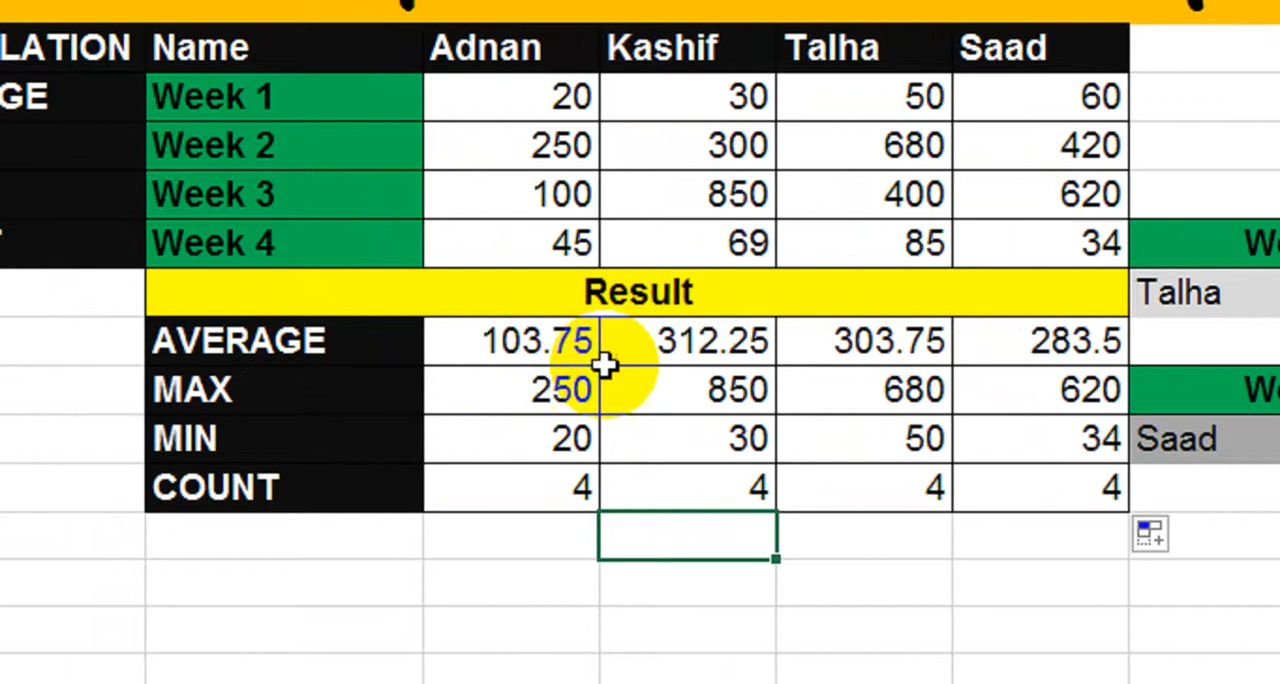 LATION Name Adnan Kashif Talha Saad
GE Week 1 20 30 50 60
Week 2 250 300 680 420
Week 3 100 850 400 620
Week 4 45 69 85 34
Result Talha
AVERAGE 103.75 312.25 303.75 283.5
MAX 250 850 680 620
MIN 20 30 50 34 Saad
COUNT 4 4 4 4